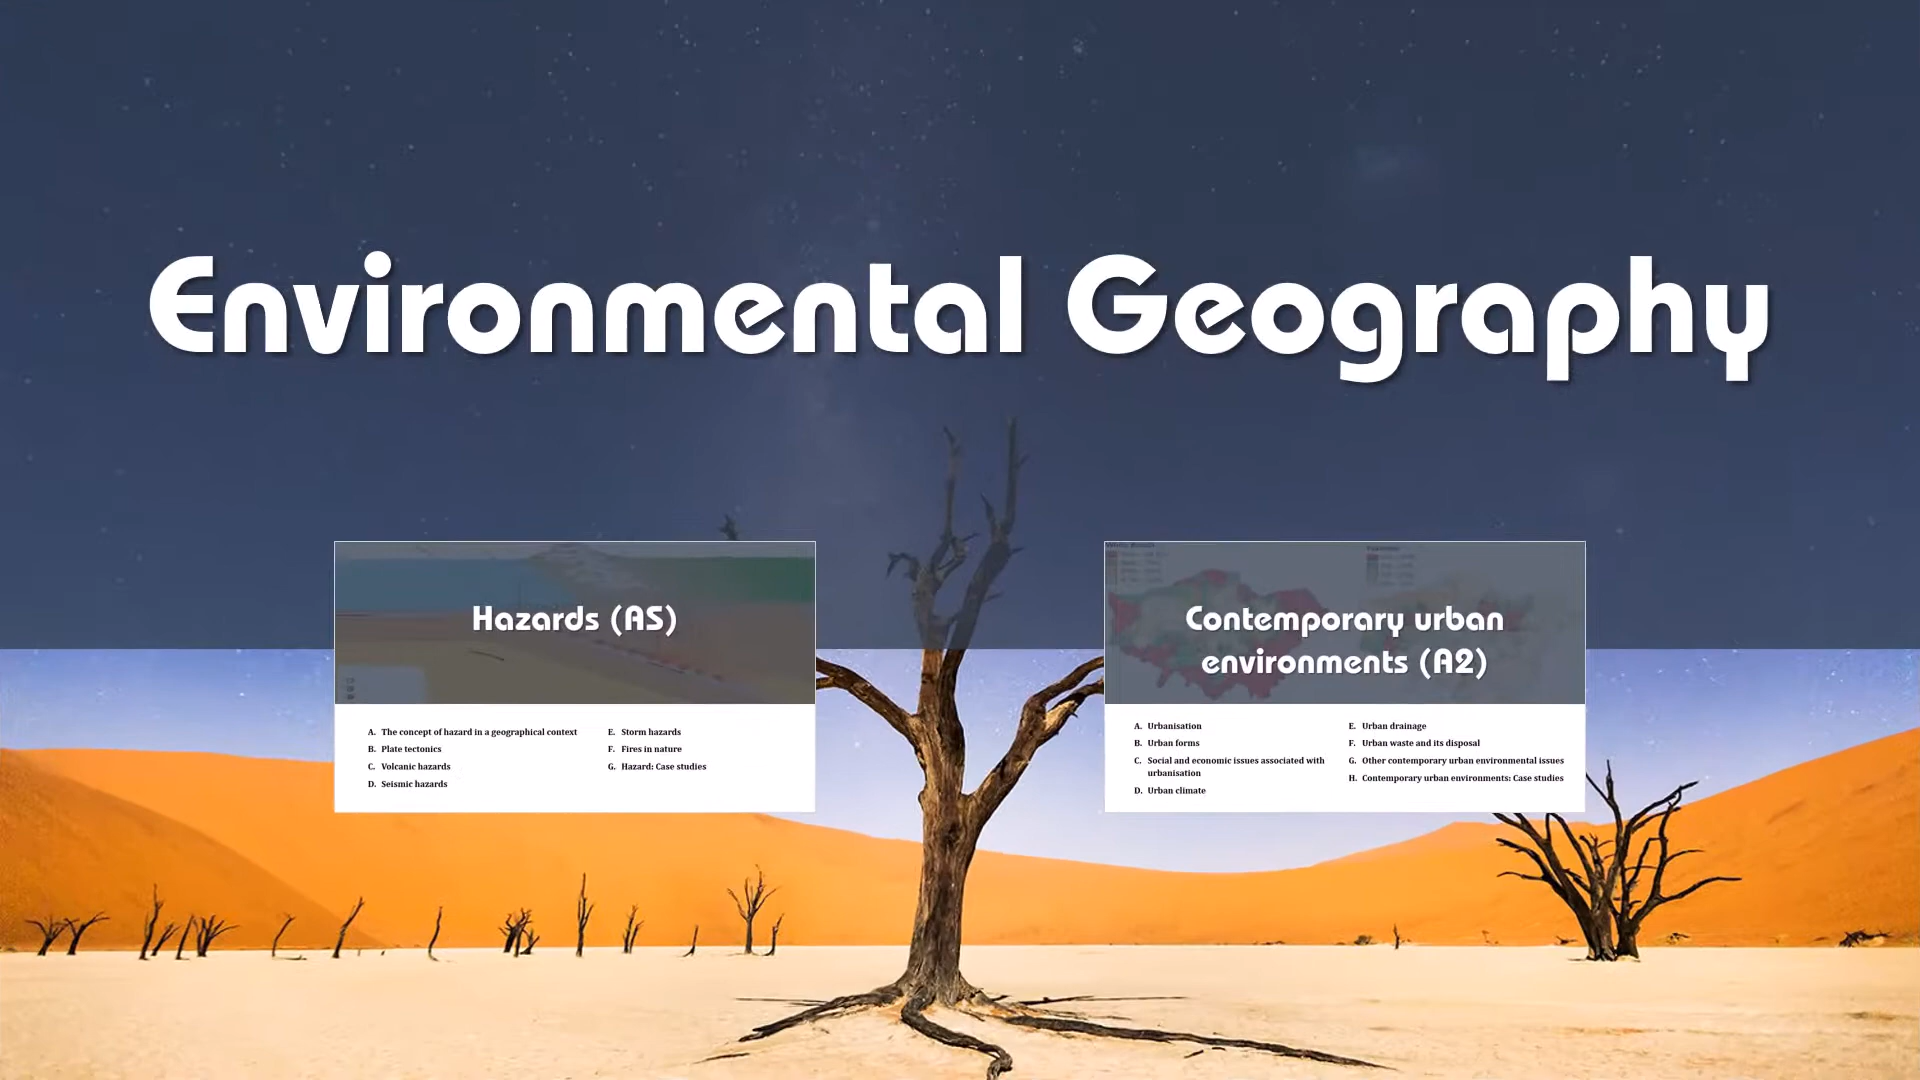 Environmental Geography
Hazards (AS)
A. The concept of hazard in a geographical context
B. Plate tectonics
C. Volcanic hazards
D. Seismic hazards
E. Storm hazards
F. Fires in nature
G. Hazard: Case studies
Contemporary urban
environments (A2)
A. Urbanisation
B. Urban forms
C. Social and economic issues associated with
urbanisation
D. Urban climate
E. Urban drainage
F. Urban waste and its disposal
G. Other contemporary urban environmental issues
H. Contemporary urban environments: Case studies